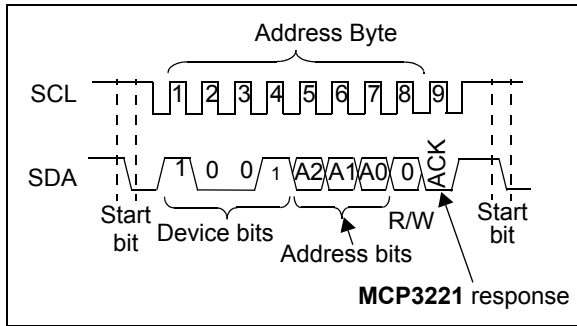 Address Byte
SCL 1 2 3 4 5 6 7 8 9
SDA 1 0 0 1 A2 A1 A0 0 ACK
Start bit
Device bits
Address bits
R/W
Start bit
MCP3221 response